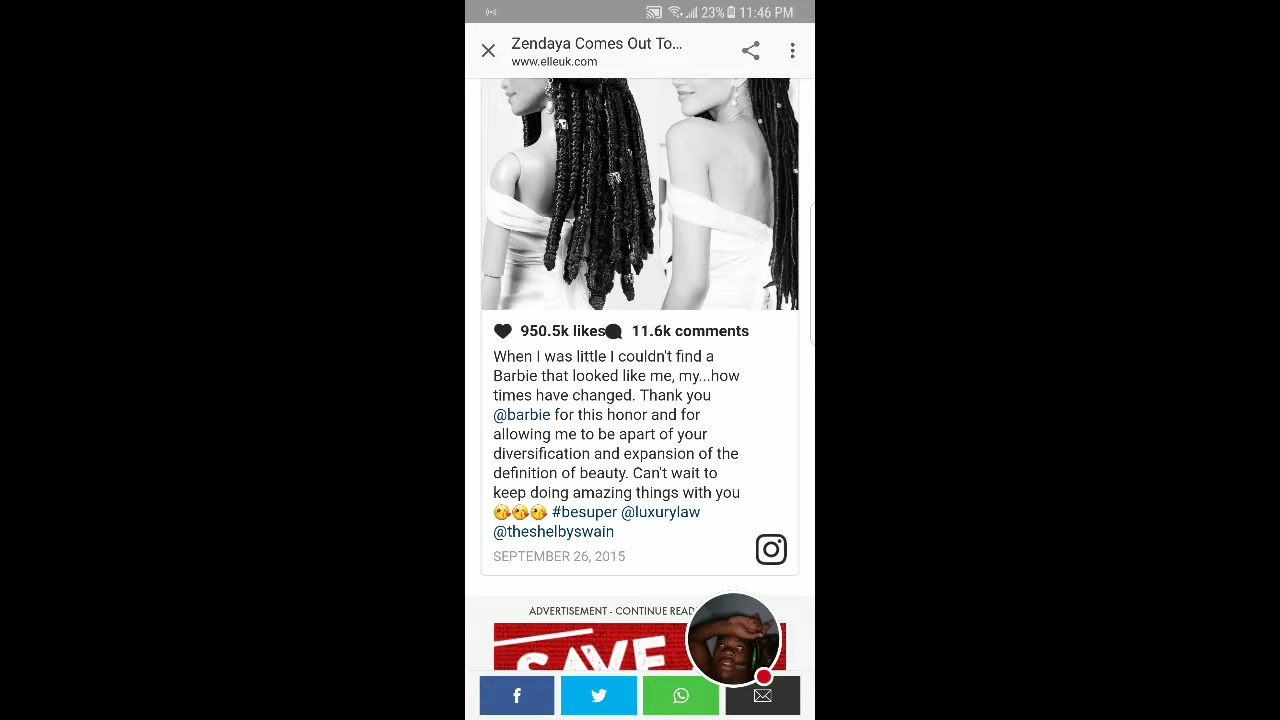 23% 11:46 PM
Zendaya Comes Out To...
www.elleuk.com
950.5k likes 11.6k comments
When I was little I couldn't find a
Barbie that looked like me, my...how
times have changed. Thank you
@barbie for this honor and for
allowing me to be apart of your
diversification and expansion of the
definition of beauty. Can't wait to
keep doing amazing things with you
😘😘😘 #besuper @luxurylaw
@theshelbyswain
SEPTEMBER 26, 2015
ADVERTISEMENT - CONTINUE READ
SAVE